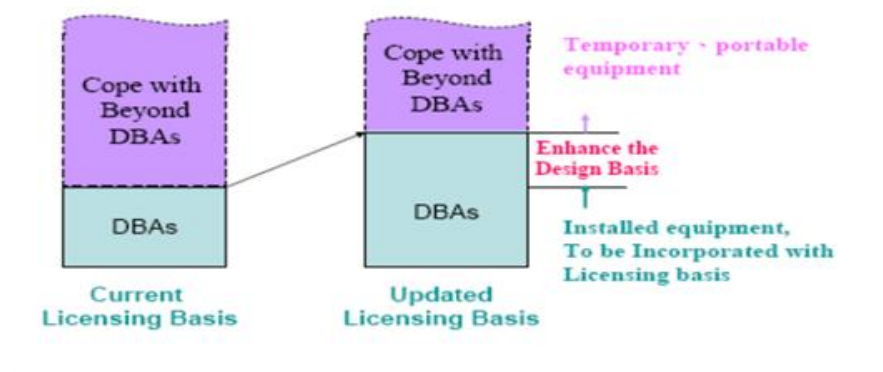 Cope with
Beyond
DBAs
DBAs
Current
Licensing Basis
Cope with
Beyond
DBAs
DBAs
Updated
Licensing Basis
Temporary、portable
equipment
Enhance the
Design Basis
Installed equipment,
To be Incorporated with
Licensing basis